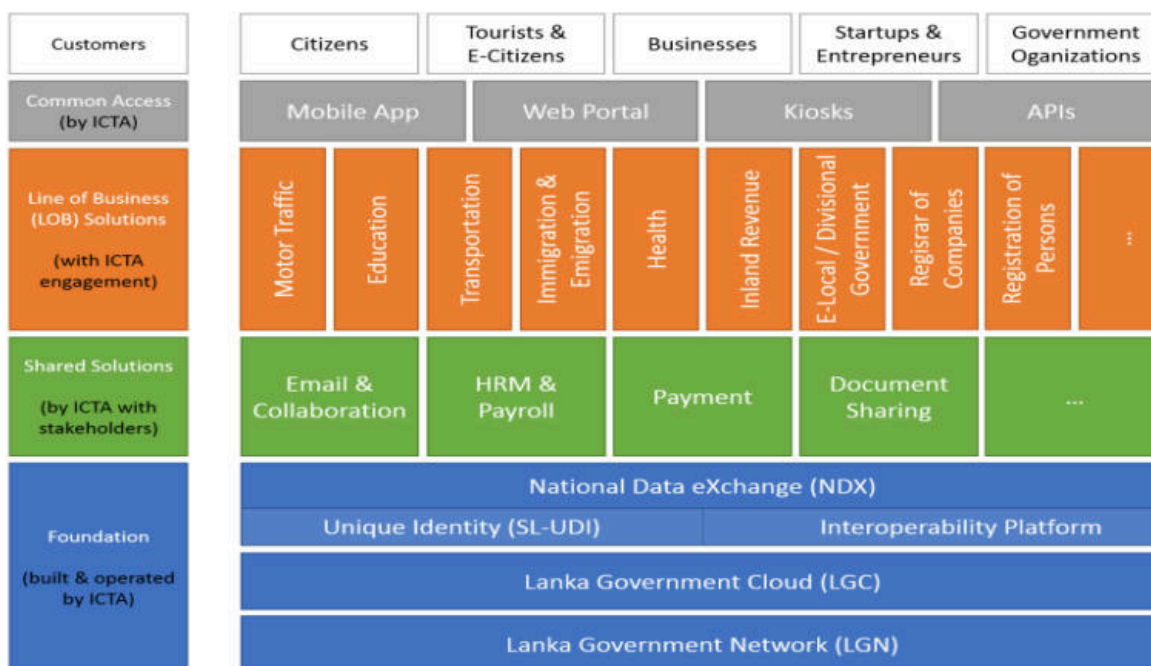 Customers
Citizens
Tourists &
E-Citizens
Businesses
Startups &
Entrepreneurs
Government
Oganizations
Common Access
(by ICTA)
Mobile App
Web Portal
Kiosks
APIs
Line of Business
(LOB) Solutions
(with ICTA
engagement)
Motor Traffic
Education
Transportation
Immigration &
Emigration
Health
Inland Revenue
E-Local / Divisional
Government
Regisrar of
Companies
Registration of
Persons
...
Shared Solutions
(by ICTA with
stakeholders)
Email &
Collaboration
HRM &
Payroll
Payment
Document
Sharing
...
Foundation
(built & operated
by ICTA)
National Data eXchange (NDX)
Unique Identity (SL-UDI)
Interoperability Platform
Lanka Government Cloud (LGC)
Lanka Government Network (LGN)